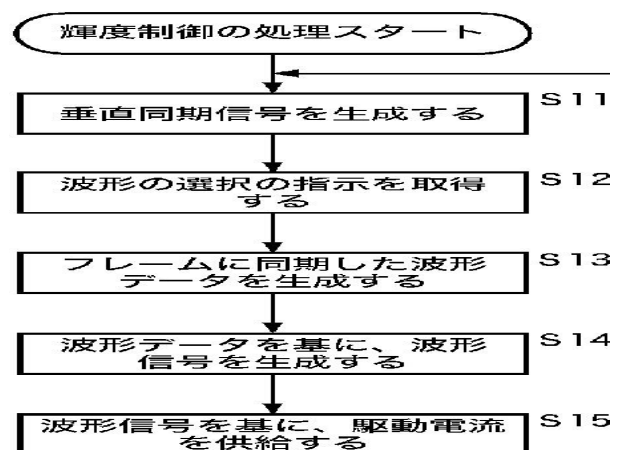 輝度制御の処理スタート
垂直同期信号を生成する
S11
波形の選択の指示を取得
する
S12
フレームに同期した波形
データを生成する
S13
波形データを基に、波形
信号を生成する
S14
波形信号を基に、駆動電流
を供給する
S15